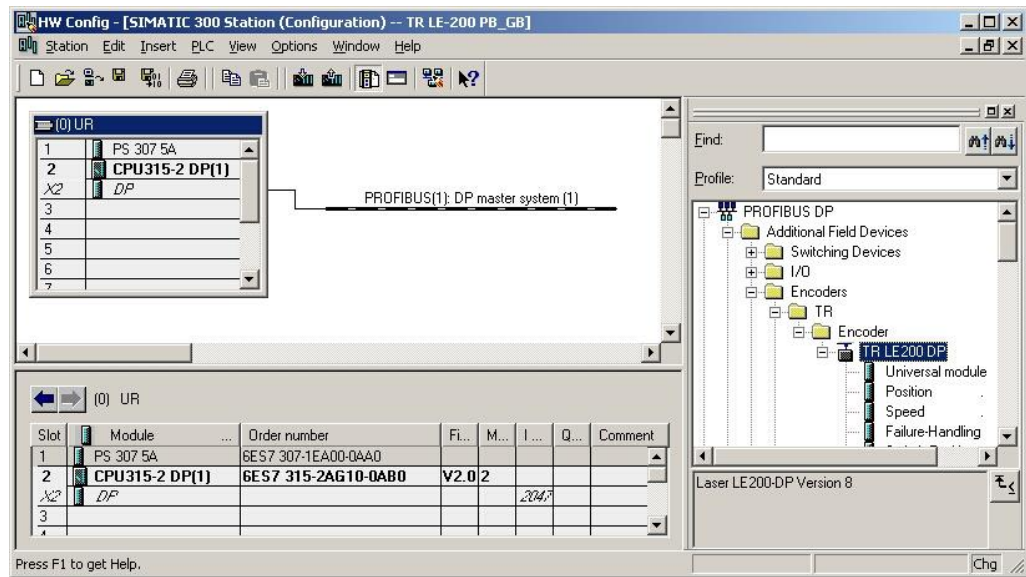 HW Config - [SIMATIC 300 Station (Configuration) -- TR LE-200 PB_GB]
Station Edit Insert PLC View Options Window Help
(0) UR
1 PS 307 5A
2 CPU315-2 DP(1)
X2 DP
3
4
5
6
7
PROFIBUS(1): DP master system (1)
Find:
Profile: Standard
PROFIBUS DP
Additional Field Devices
Switching Devices
I/O
Encoders
TR
Encoder
TR LE200 DP
Universal module
Position
Speed
Failure-Handling
Laser LE200-DP Version 8
(0) UR
Slot Module ... Order number Fi... M... I ... Q... Comment
1 PS 307 5A 6ES7 307-1EA00-0AA0
2 CPU315-2 DP(1) 6ES7 315-2AG10-0AB0 V2.0 2
X2 DP 2047
3
4
Press F1 to get Help.
Chg